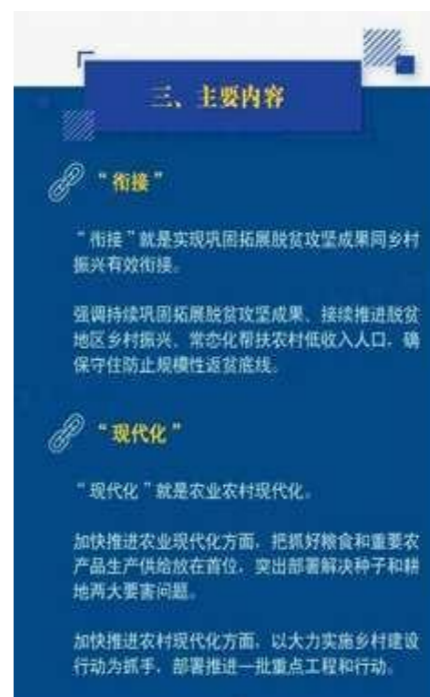 三、主要内容
“衔接”
“衔接”就是实现巩固拓展脱贫攻坚成果同乡村
振兴有效衔接。
强调持续巩固拓展脱贫攻坚成果、接续推进脱贫
地区乡村振兴、常态化帮扶农村低收入人口，确
保守住防止规模性返贫底线。
“现代化”
“现代化”就是农业农村现代化。
加快推进农业现代化方面，把抓好粮食和重要农
产品生产供给放在首位，突出部署解决种子和耕
地两大要害问题。
加快推进农村现代化方面，以大力实施乡村建设
行动为抓手，部署推进一批重点工程和行动。